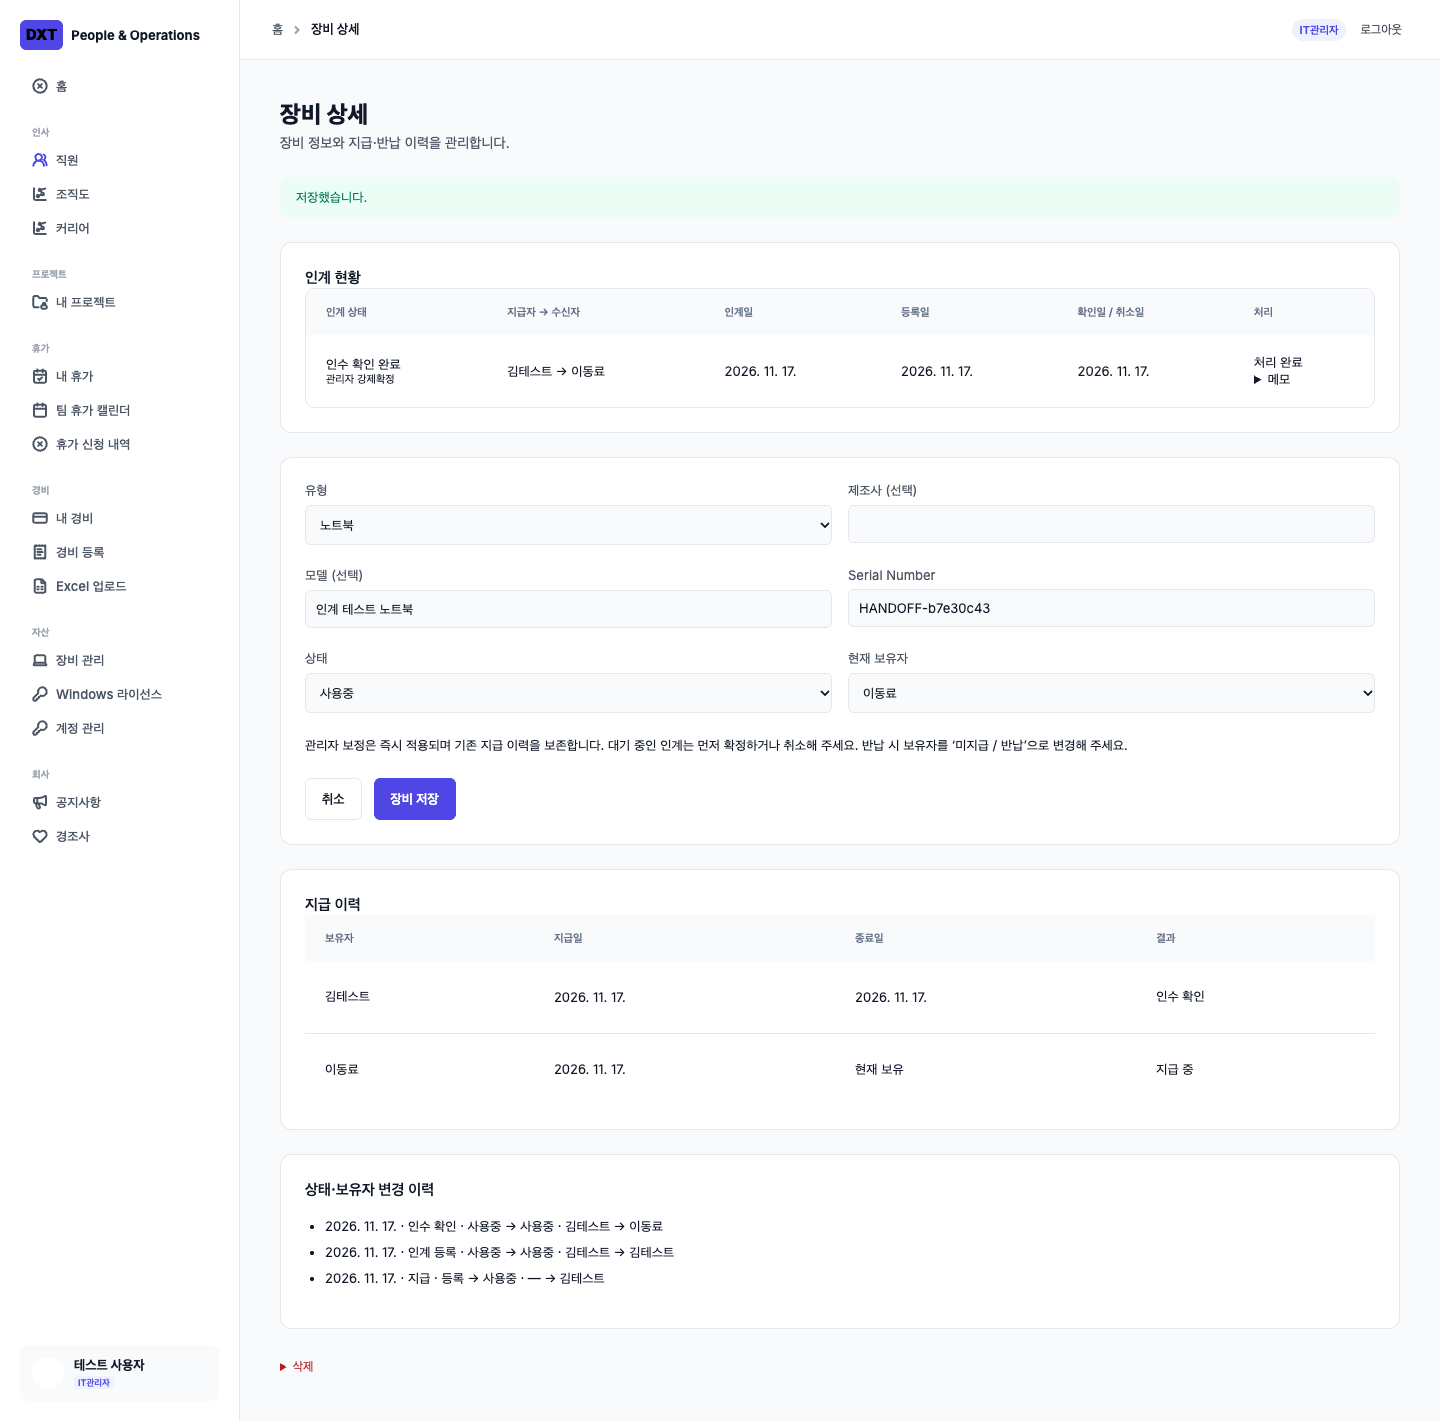 DXT People & Operations
홈
인사
직원
조직도
커리어
프로젝트
내 프로젝트
휴가
내 휴가
팀 휴가 캘린더
휴가 신청 내역
경비
내 경비
경비 등록
Excel 업로드
자산
장비 관리
Windows 라이선스
계정 관리
회사
공지사항
경조사
테스트 사용자
IT관리자
홈 > 장비 상세
IT관리자 로그아웃
장비 상세
장비 정보와 지급·반납 이력을 관리합니다.
저장했습니다.
인계 현황
인계 상태 지급자 → 수신자 인계일 등록일 확인일 / 취소일 처리
인수 확인 완료
관리자 강제확정
김테스트 → 이동료 2026. 11. 17. 2026. 11. 17. 2026. 11. 17.
처리 완료
▶ 메모
유형 제조사 (선택)
노트북
모델 (선택) Serial Number
인계 테스트 노트북 HANDOFF-b7e30c43
상태 현재 보유자
사용중 이동료
관리자 보정은 즉시 적용되며 기존 지급 이력을 보존합니다. 대기 중인 인계는 먼저 확정하거나 취소해 주세요. 반납 시 보유자를 ‘미지급 / 반납’으로 변경해 주세요.
취소 장비 저장
지급 이력
보유자 지급일 종료일 결과
김테스트 2026. 11. 17. 2026. 11. 17. 인수 확인
이동료 2026. 11. 17. 현재 보유 지급 중
상태·보유자 변경 이력
• 2026. 11. 17. · 인수 확인 · 사용중 → 사용중 · 김테스트 → 이동료
• 2026. 11. 17. · 인계 등록 · 사용중 → 사용중 · 김테스트 → 김테스트
• 2026. 11. 17. · 지급 · 등록 → 사용중 · — → 김테스트
▶ 삭제